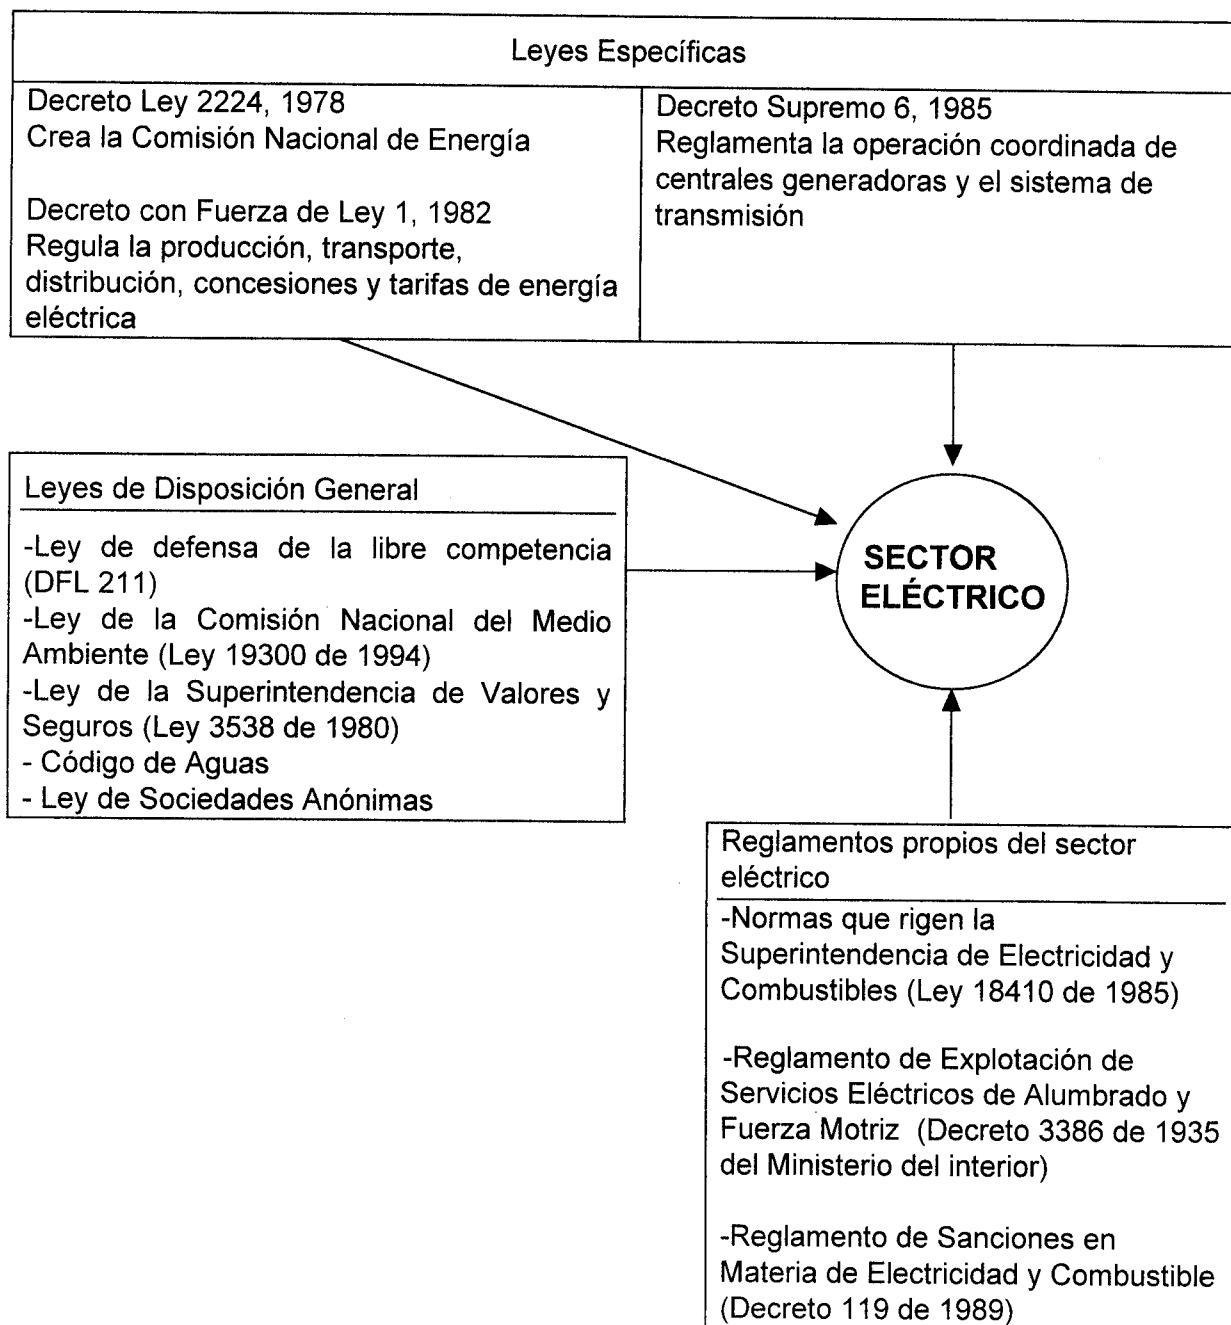 Leyes Específicas
Decreto Ley 2224, 1978
Crea la Comisión Nacional de Energía
Decreto con Fuerza de Ley 1, 1982
Regula la producción, transporte,
distribución, concesiones y tarifas de energía
eléctrica
Decreto Supremo 6, 1985
Reglamenta la operación coordinada de
centrales generadoras y el sistema de
transmisión
Leyes de Disposición General
-Ley de defensa de la libre competencia
(DFL 211)
-Ley de la Comisión Nacional del Medio
Ambiente (Ley 19300 de 1994)
-Ley de la Superintendencia de Valores y
Seguros (Ley 3538 de 1980)
- Código de Aguas
- Ley de Sociedades Anónimas
SECTOR
ELÉCTRICO
Reglamentos propios del sector
eléctrico
-Normas que rigen la
Superintendencia de Electricidad y
Combustibles (Ley 18410 de 1985)
-Reglamento de Explotación de
Servicios Eléctricos de Alumbrado y
Fuerza Motriz (Decreto 3386 de 1935
del Ministerio del interior)
-Reglamento de Sanciones en
Materia de Electricidad y Combustible
(Decreto 119 de 1989)